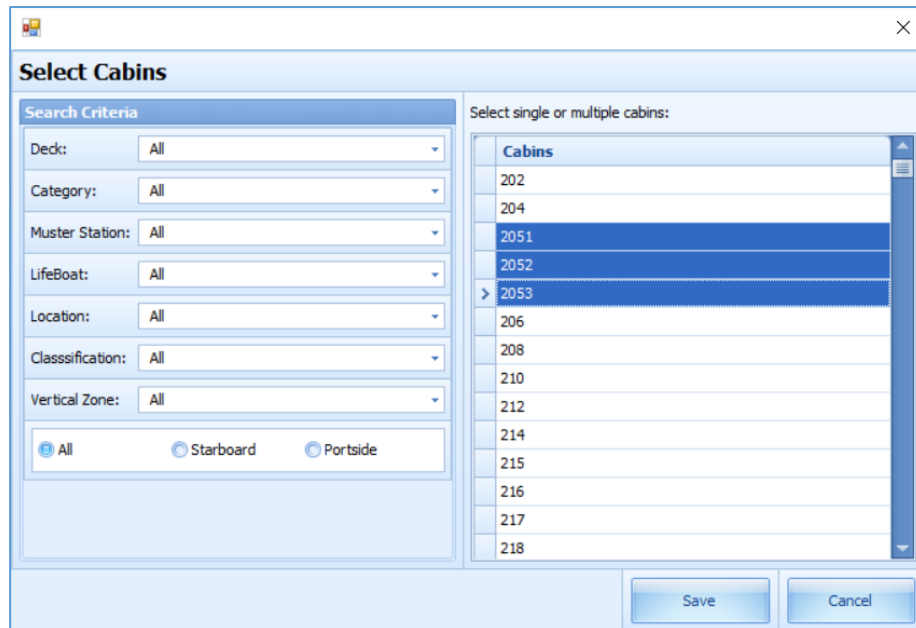 Select Cabins
Search Criteria
Deck: All
Category: All
Muster Station: All
LifeBoat: All
Location: All
Classsification: All
Vertical Zone: All
All Starboard Portside
Select single or multiple cabins:
Cabins
202
204
2051
2052
2053
206
208
210
212
214
215
216
217
218
Save Cancel